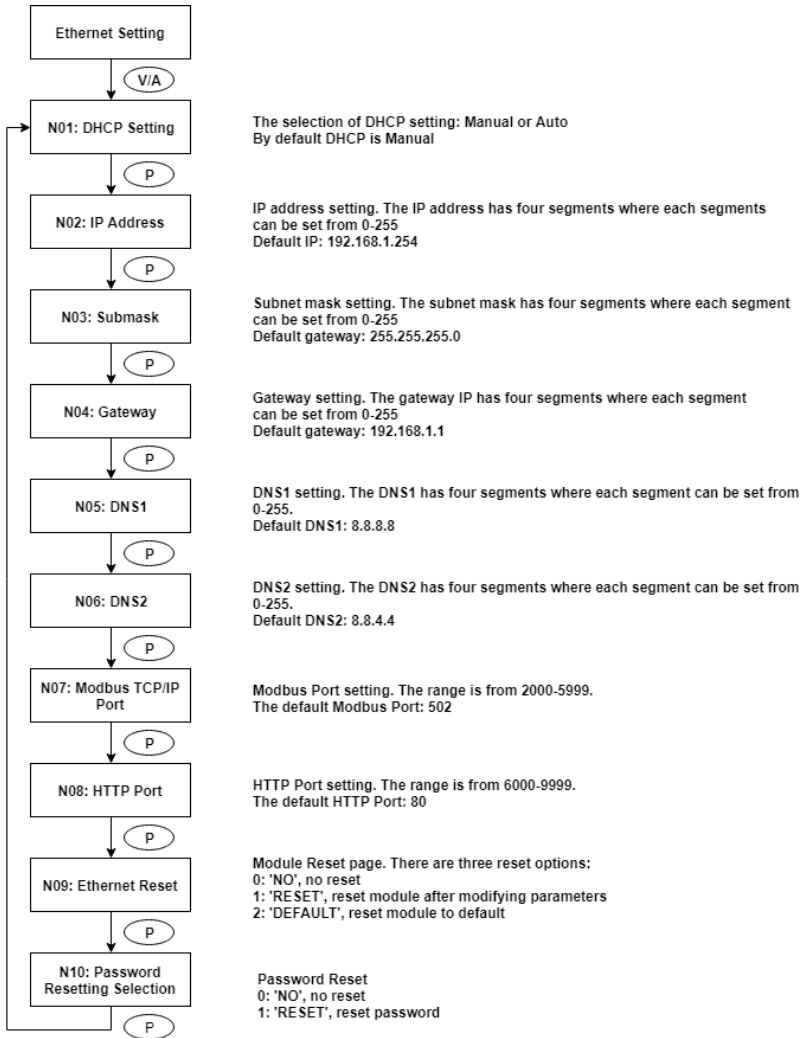 Ethernet Setting
V/A
N01: DHCP Setting
The selection of DHCP setting: Manual or Auto
By default DHCP is Manual
P
N02: IP Address
IP address setting. The IP address has four segments where each segments
can be set from 0-255
Default IP: 192.168.1.254
P
N03: Submask
Subnet mask setting. The subnet mask has four segments where each segment
can be set from 0-255
Default gateway: 255.255.255.0
P
N04: Gateway
Gateway setting. The gateway IP has four segments where each segment
can be set from 0-255
Default gateway: 192.168.1.1
P
N05: DNS1
DNS1 setting. The DNS1 has four segments where each segment can be set from
0-255.
Default DNS1: 8.8.8.8
P
N06: DNS2
DNS2 setting. The DNS2 has four segments where each segment can be set from
0-255.
Default DNS2: 8.8.4.4
P
N07: Modbus TCP/IP
Port
Modbus Port setting. The range is from 2000-5999.
The default Modbus Port: 502
P
N08: HTTP Port
HTTP Port setting. The range is from 6000-9999.
The default HTTP Port: 80
P
N09: Ethernet Reset
Module Reset page. There are three reset options:
0: 'NO', no reset
1: 'RESET', reset module after modifying parameters
2: 'DEFAULT', reset module to default
P
N10: Password
Resetting Selection
Password Reset
0: 'NO', no reset
1: 'RESET', reset password
P